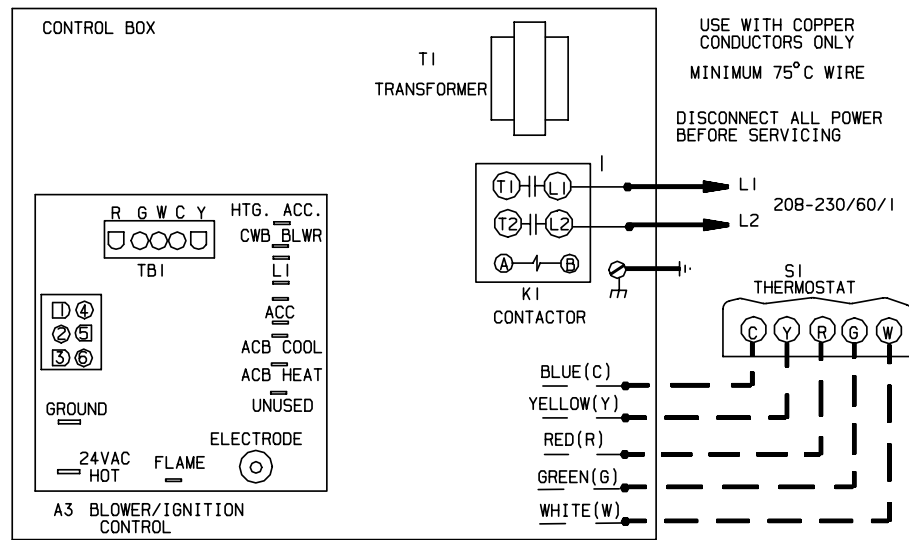 CONTROL BOX
T1
TRANSFORMER
USE WITH COPPER
CONDUCTORS ONLY
MINIMUM 75°C WIRE
DISCONNECT ALL POWER
BEFORE SERVICING
1
T1 L1
T2 L2
A B
K1
CONTACTOR
L1
L2
208-230/60/1
S1
THERMOSTAT
C Y R G W
R G W C Y
TB1
HTG. ACC.
CWB BLWR
L1
ACC
ACB COOL
ACB HEAT
UNUSED
1 4
2 5
3 6
GROUND
24VAC
HOT
FLAME
ELECTRODE
A3 BLOWER/IGNITION
CONTROL
BLUE(C)
YELLOW(Y)
RED(R)
GREEN(G)
WHITE(W)